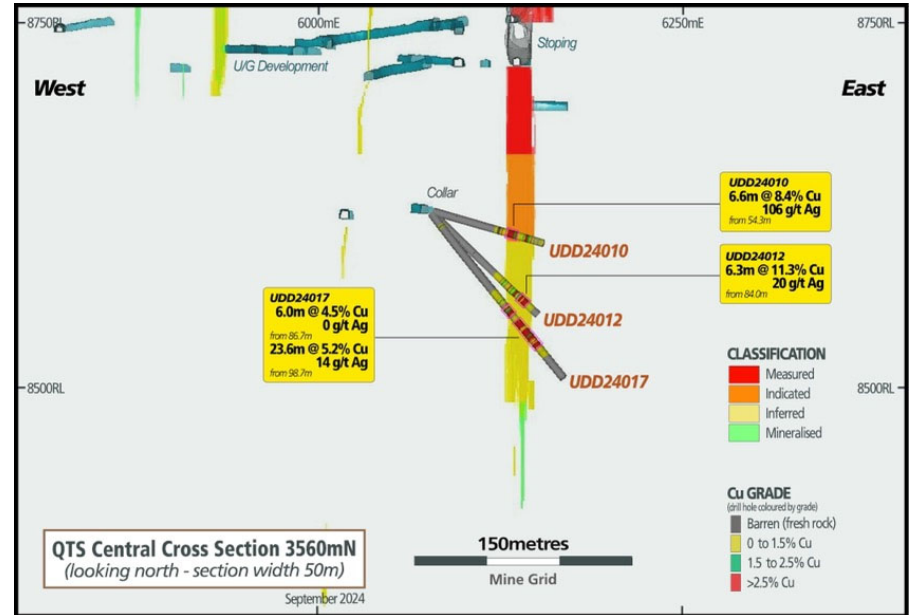 8750RL
6000mE
6250mE
8750RL
Stoping
U/G Development
West
East
Collar
UDD24010
6.6m @ 8.4% Cu
106 g/t Ag
from 54.3m
UDD24010
UDD24012
6.3m @ 11.3% Cu
20 g/t Ag
from 84.0m
UDD24017
6.0m @ 4.5% Cu
0 g/t Ag
from 86.7m
23.6m @ 5.2% Cu
14 g/t Ag
from 98.7m
UDD24012
UDD24017
8500RL
8500RL
CLASSIFICATION
Measured
Indicated
Inferred
Mineralised
Cu GRADE
(drill hole coloured by grade)
Barren (fresh rock)
0 to 1.5% Cu
1.5 to 2.5% Cu
>2.5% Cu
QTS Central Cross Section 3560mN
(looking north - section width 50m)
150metres
Mine Grid
September 2024